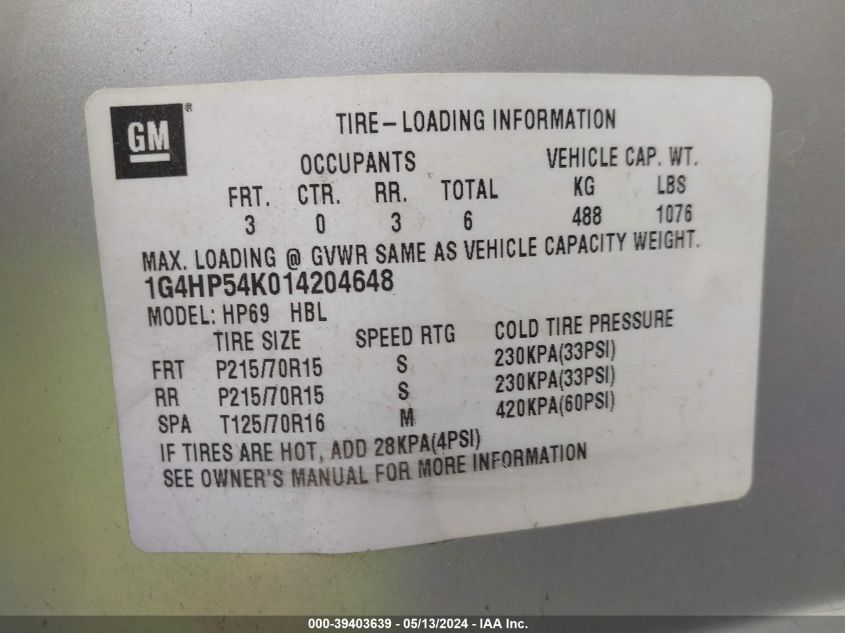 GM®
TIRE-LOADING INFORMATION
OCCUPANTS VEHICLE CAP. WT.
FRT. CTR. RR. TOTAL KG LBS
3 0 3 6 488 1076
MAX. LOADING @ GVWR SAME AS VEHICLE CAPACITY WEIGHT.
1G4HP54K014204648
MODEL: HP69 HBL
TIRE SIZE SPEED RTG COLD TIRE PRESSURE
FRT P215/70R15 S 230KPA(33PSI)
RR P215/70R15 S 230KPA(33PSI)
SPA T125/70R16 M 420KPA(60PSI)
IF TIRES ARE HOT, ADD 28KPA(4PSI)
SEE OWNER'S MANUAL FOR MORE INFORMATION
000-39403639 - 05/13/2024 - IAA Inc.